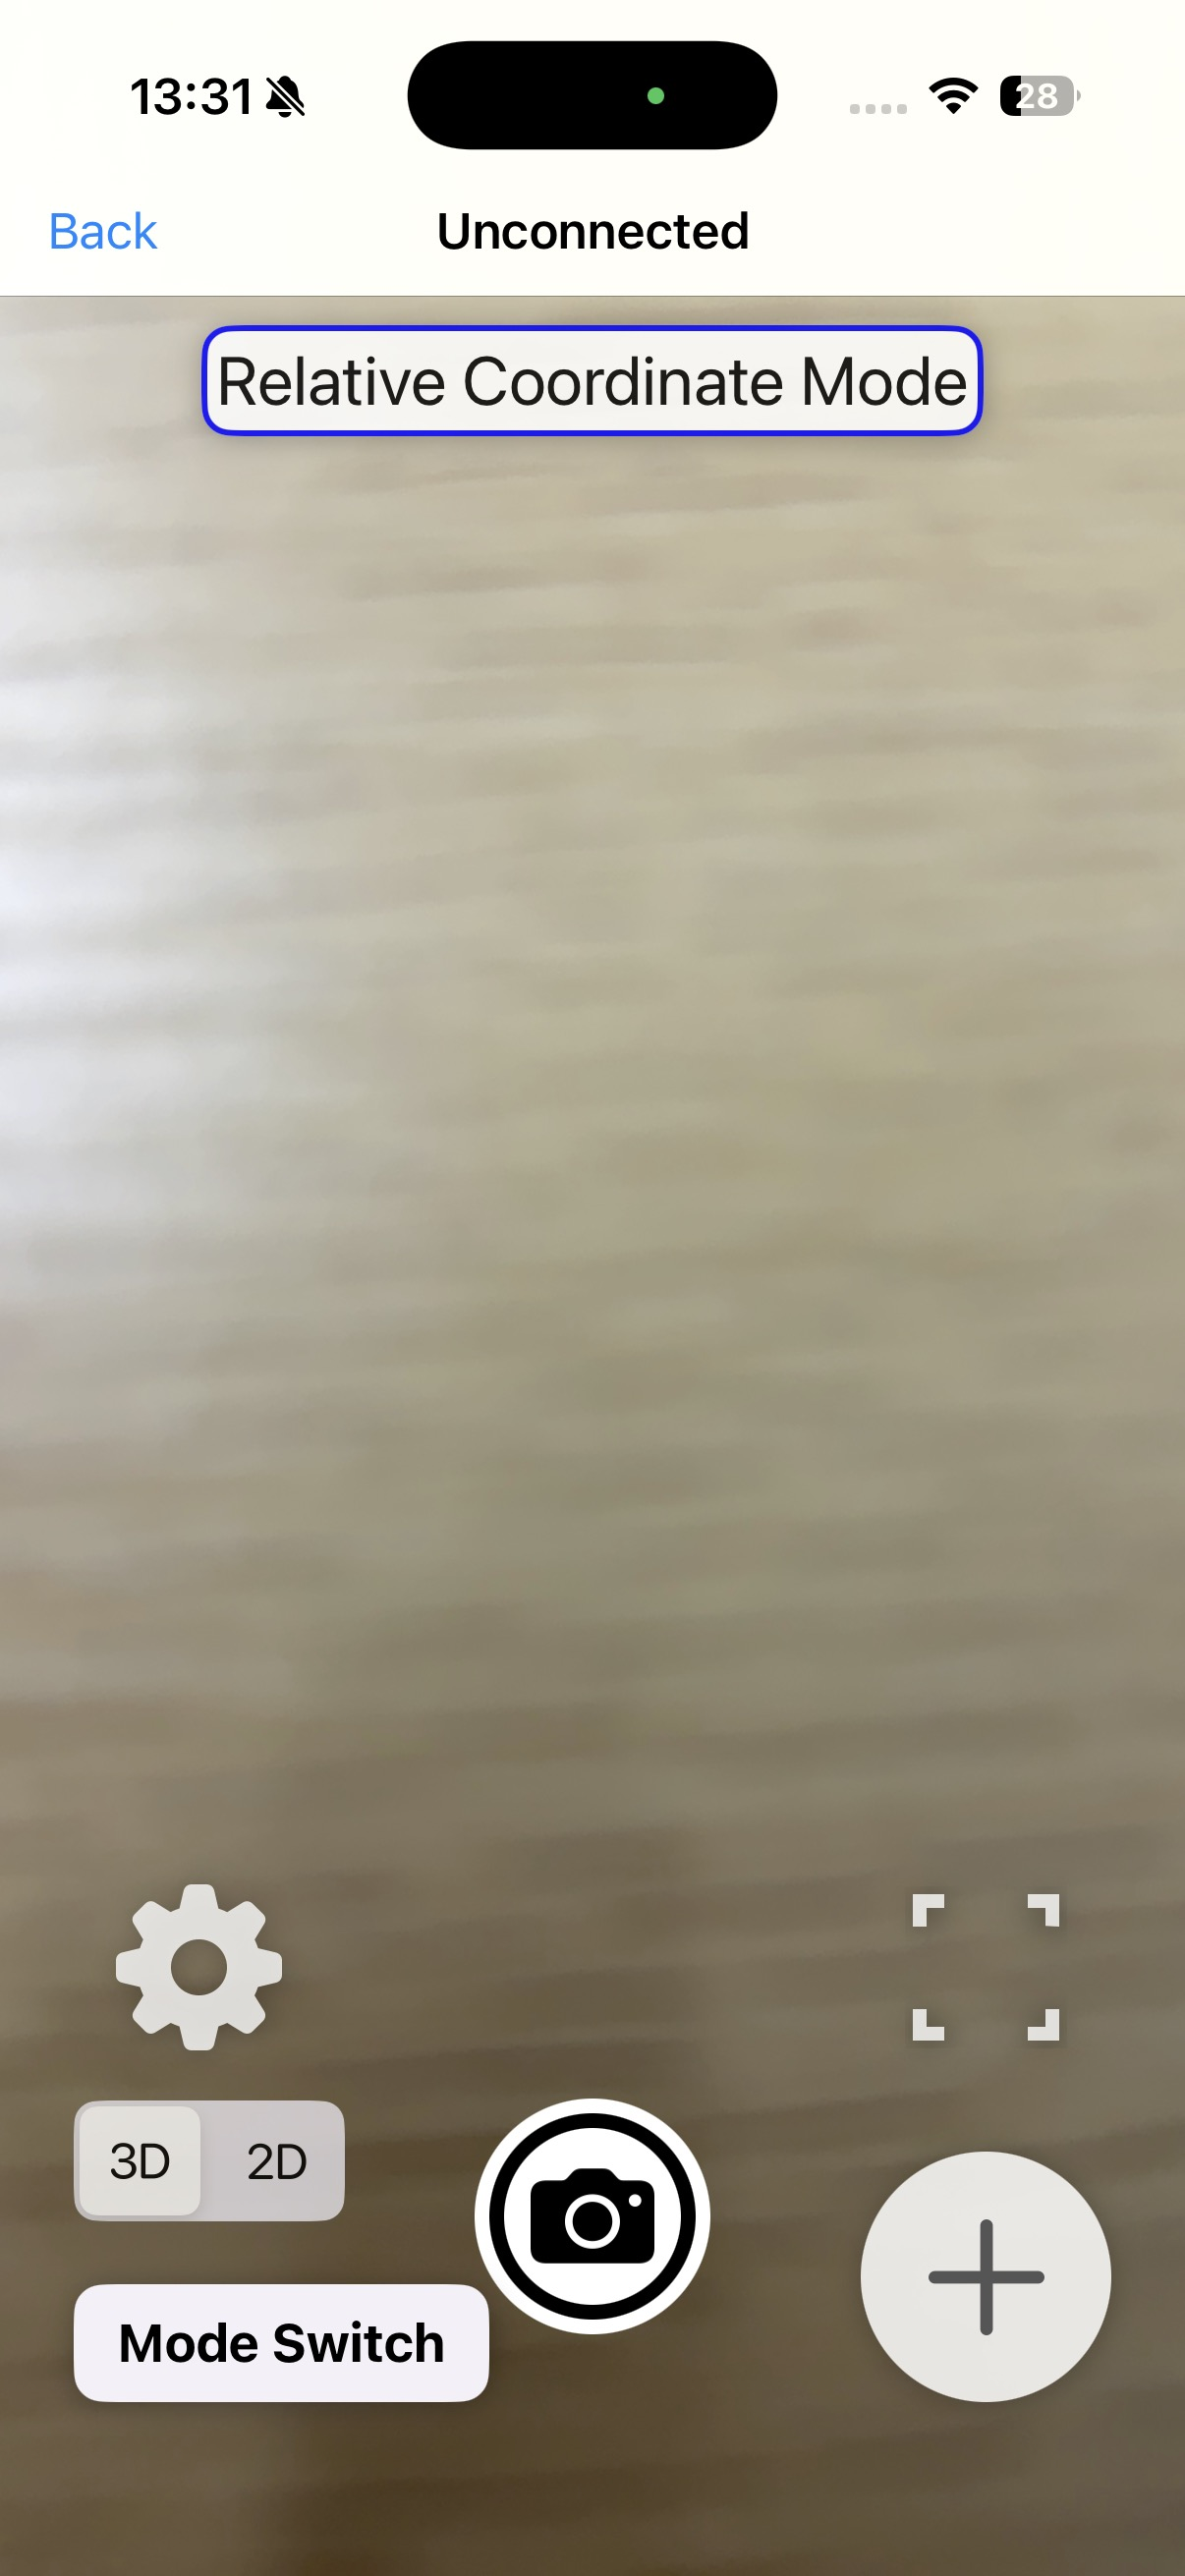 13:31
28
Back
Unconnected
Relative Coordinate Mode
3D
2D
Mode Switch